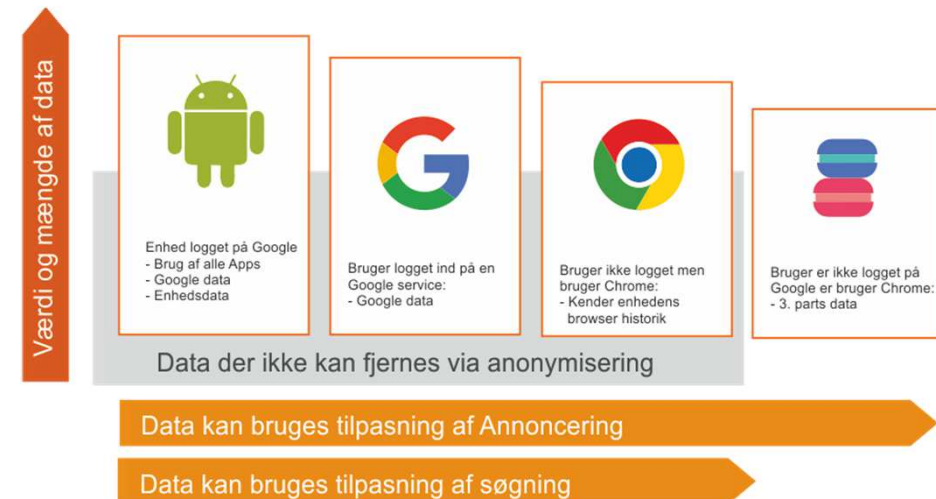 Værdi og mængde af data
Enhed logget på Google
- Brug af alle Apps
- Google data
- Enhedsdata
Bruger logget ind på en
Google service:
- Google data
Bruger ikke logget men
bruger Chrome:
- Kender enhedens
browser historik
Bruger er ikke logget på
Google er bruger Chrome:
- 3. parts data
Data der ikke kan fjernes via anonymisering
Data kan bruges tilpasning af Annoncering
Data kan bruges tilpasning af søgning